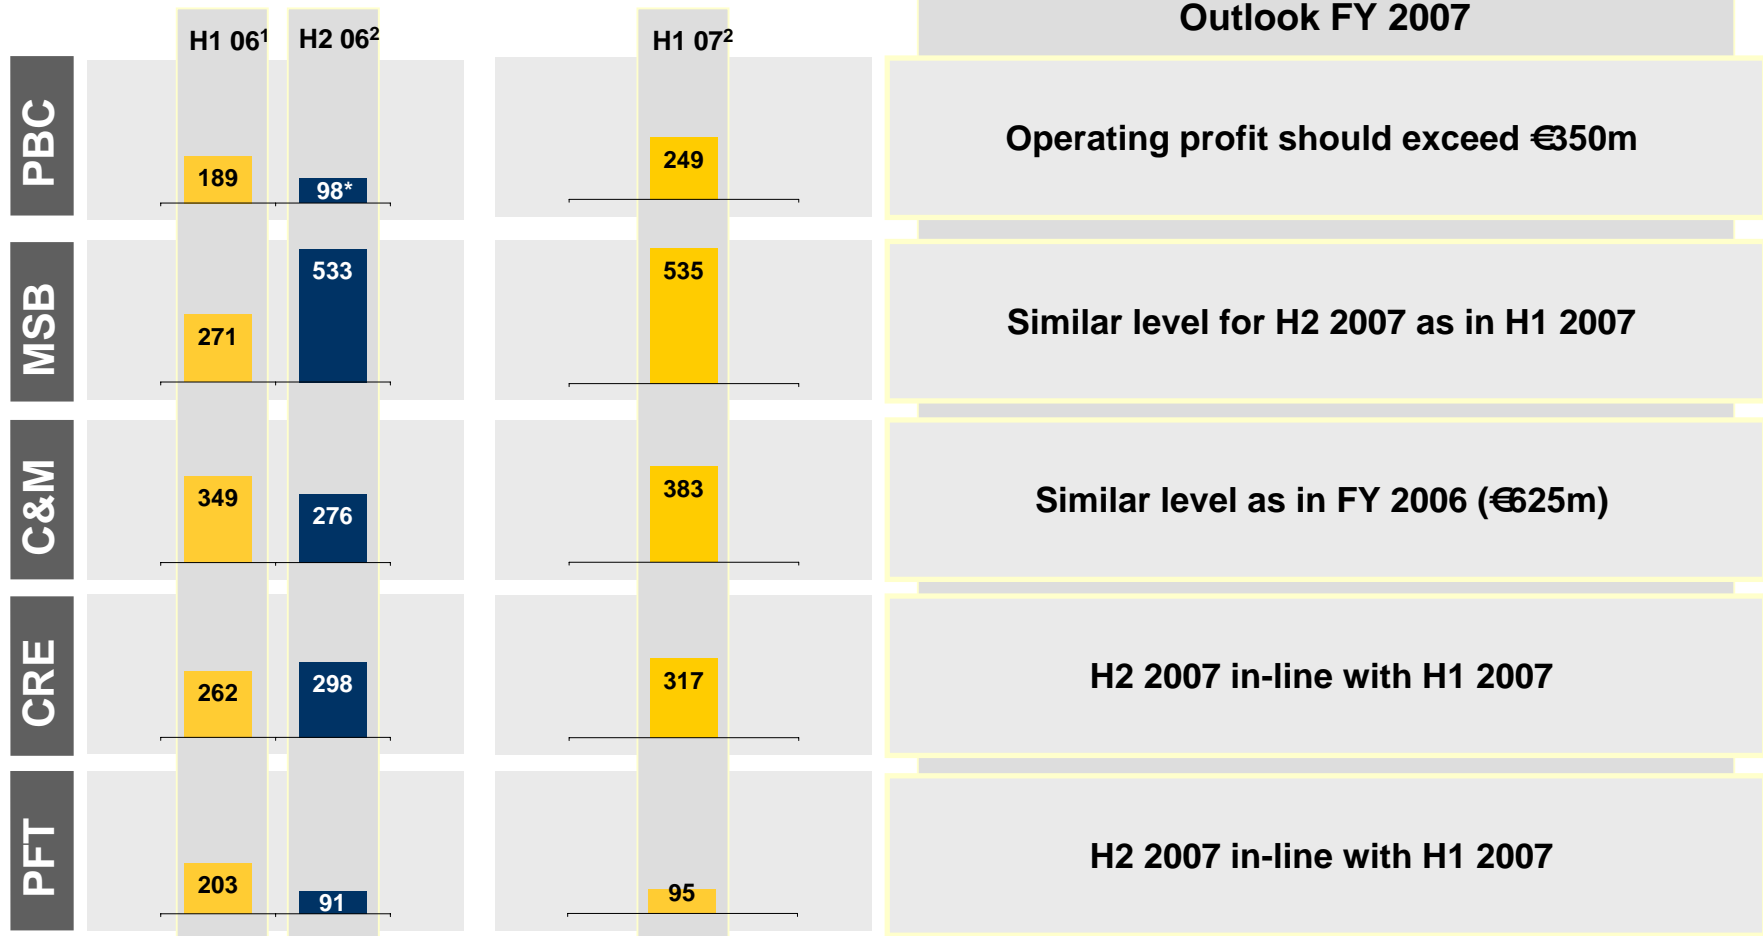 H1 06¹ H2 06² H1 07² Outlook FY 2007
PBC 189 98* 249 Operating profit should exceed €350m
MSB 271 533 535 Similar level for H2 2007 as in H1 2007
C&M 349 276 383 Similar level as in FY 2006 (€625m)
CRE 262 298 317 H2 2007 in-line with H1 2007
PFT 203 91 95 H2 2007 in-line with H1 2007